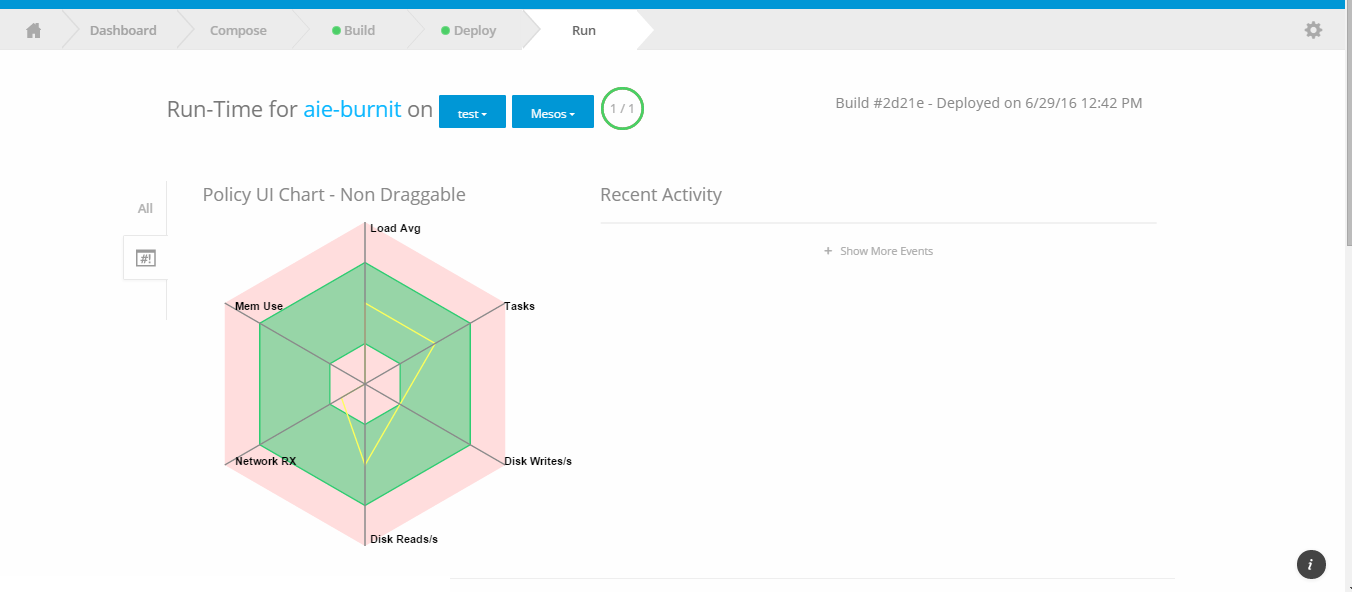 Dashboard
Compose
Build
Deploy
Run
Run-Time for aie-burnit on
test
Mesos
1 / 1
Build #2d21e - Deployed on 6/29/16 12:42 PM
All
#!
Policy UI Chart - Non Draggable
Load Avg
Mem Use
Tasks
Network RX
Disk Writes/s
Disk Reads/s
Recent Activity
+ Show More Events
i